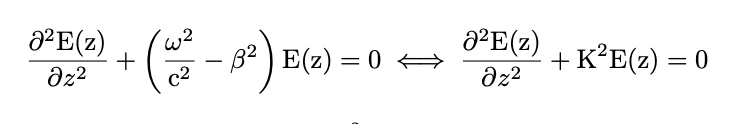 ∂²E(z)/∂z² + (ω²/c² − β²) E(z) = 0 ⟺ ∂²E(z)/∂z² + K²E(z) = 0